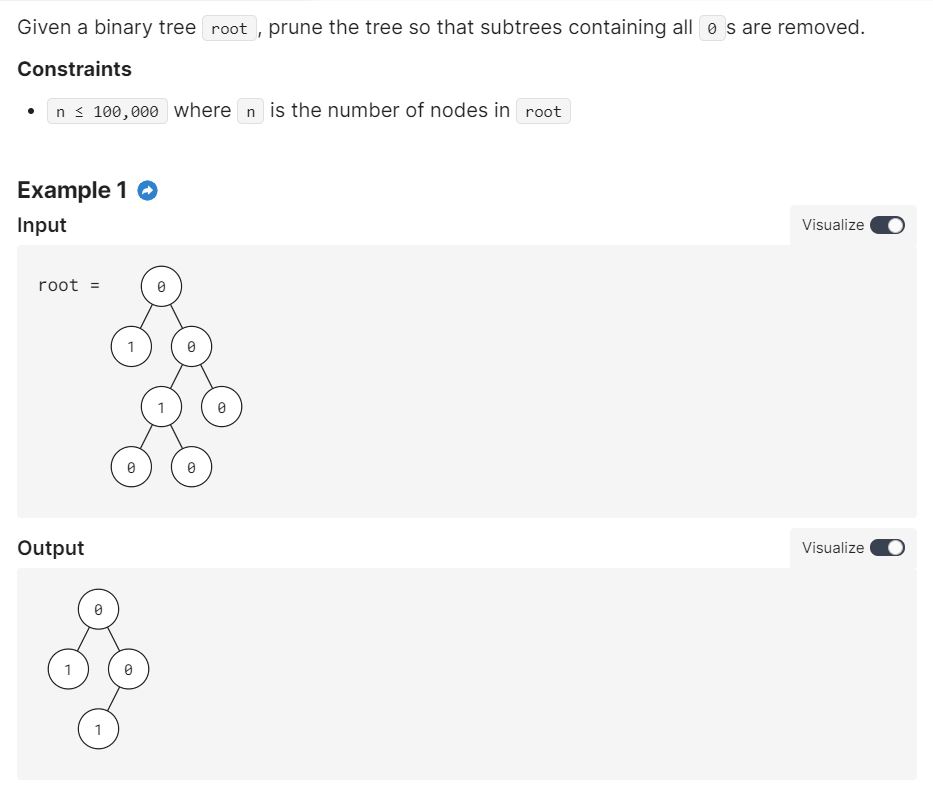 Given a binary tree root, prune the tree so that subtrees containing all 0s are removed.
Constraints
• n ≤ 100,000 where n is the number of nodes in root
Example 1
Input
Visualize
root =
0
1 0
1 0
0 0
Output
Visualize
0
1 0
1